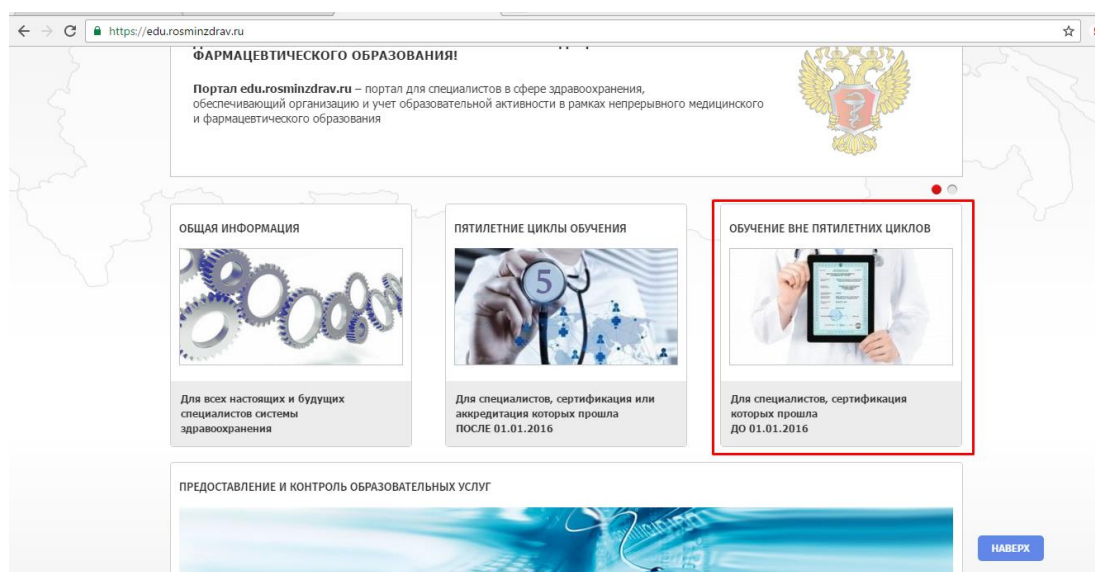 https://edu.rosminzdrav.ru
ФАРМАЦЕВТИЧЕСКОГО ОБРАЗОВАНИЯ!
Портал edu.rosminzdrav.ru – портал для специалистов в сфере здравоохранения,
обеспечивающий организацию и учет образовательной активности в рамках непрерывного медицинского
и фармацевтического образования
ОБЩАЯ ИНФОРМАЦИЯ
Для всех настоящих и будущих
специалистов системы
здравоохранения
ПЯТИЛЕТНИЕ ЦИКЛЫ ОБУЧЕНИЯ
5
Для специалистов, сертификация или
аккредитация которых прошла
ПОСЛЕ 01.01.2016
ОБУЧЕНИЕ ВНЕ ПЯТИЛЕТНИХ ЦИКЛОВ
Для специалистов, сертификация
которых прошла
ДО 01.01.2016
ПРЕДОСТАВЛЕНИЕ И КОНТРОЛЬ ОБРАЗОВАТЕЛЬНЫХ УСЛУГ
НАВЕРХ